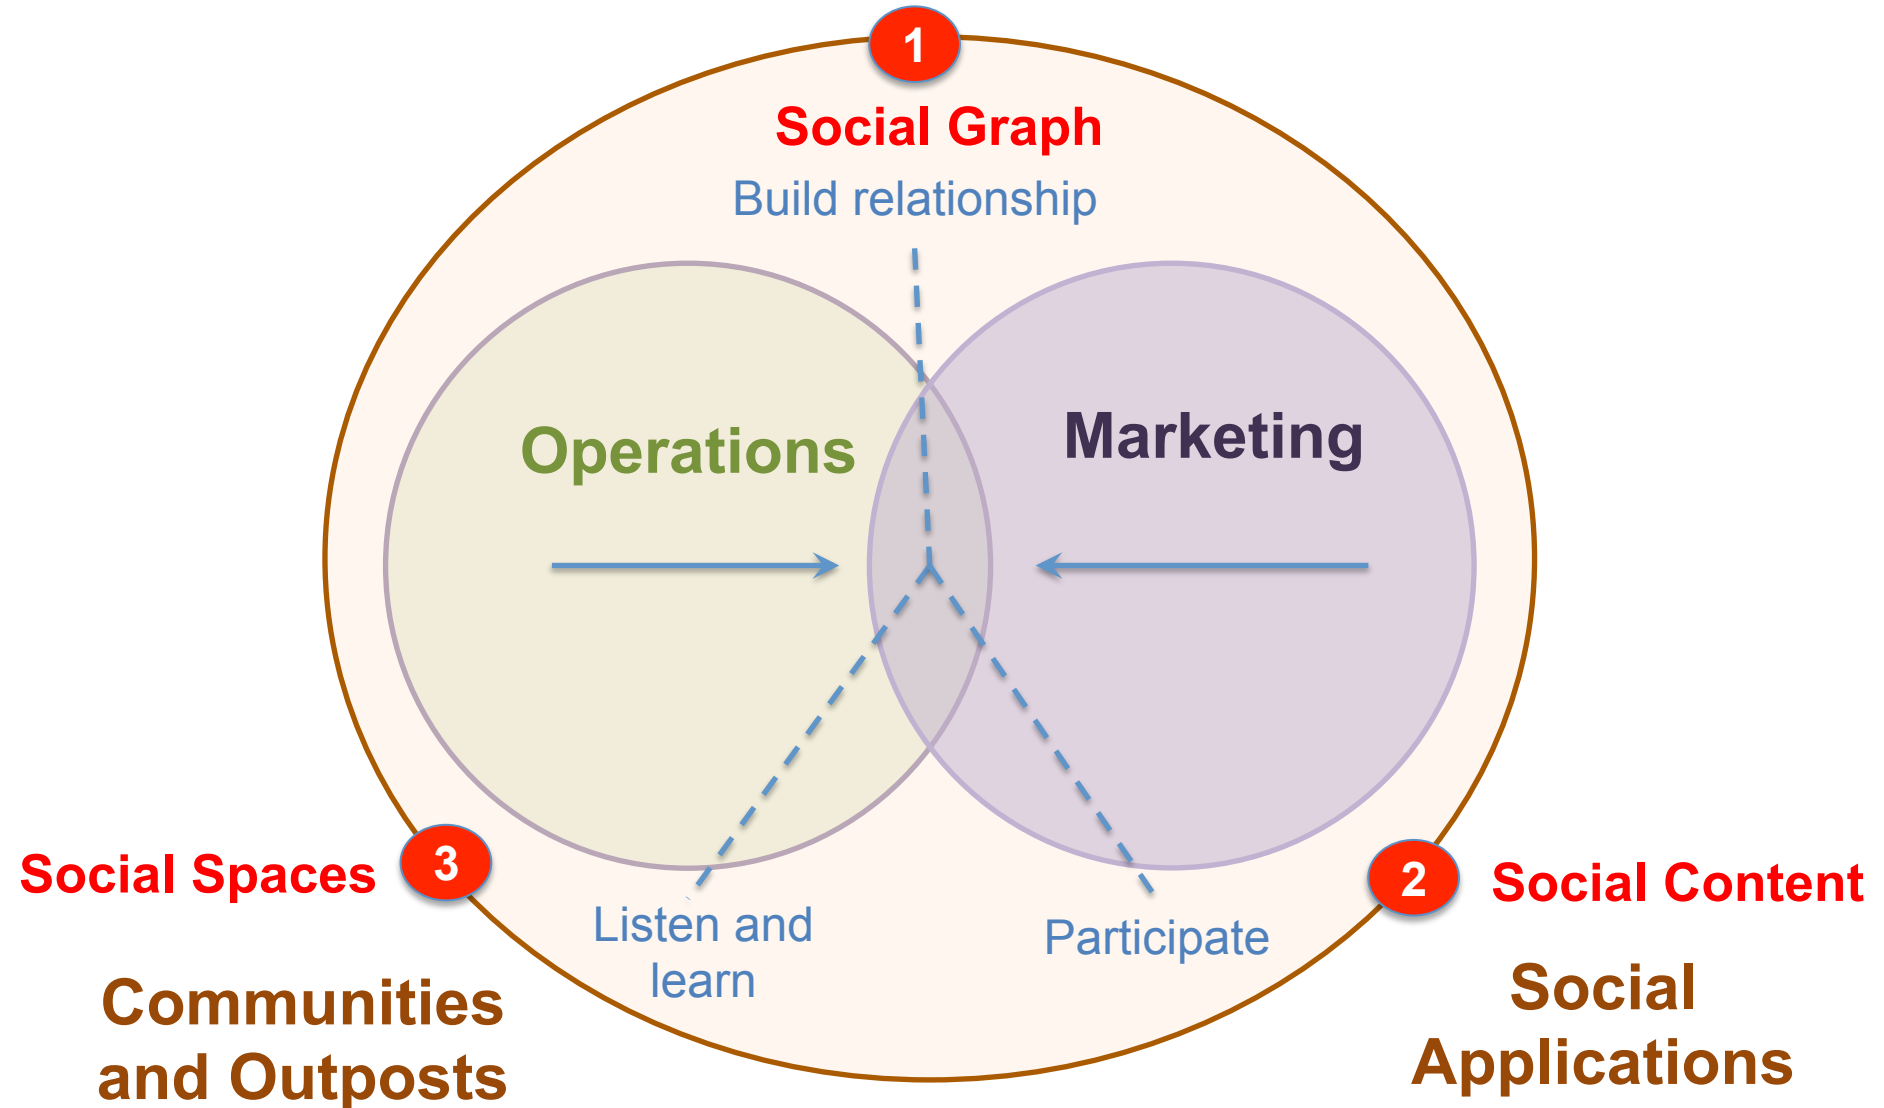 1
Social Graph
Build relationship
Operations
Marketing
Social Spaces
3
2
Social Content
Listen and
learn
Participate
Communities
and Outposts
Social
Applications